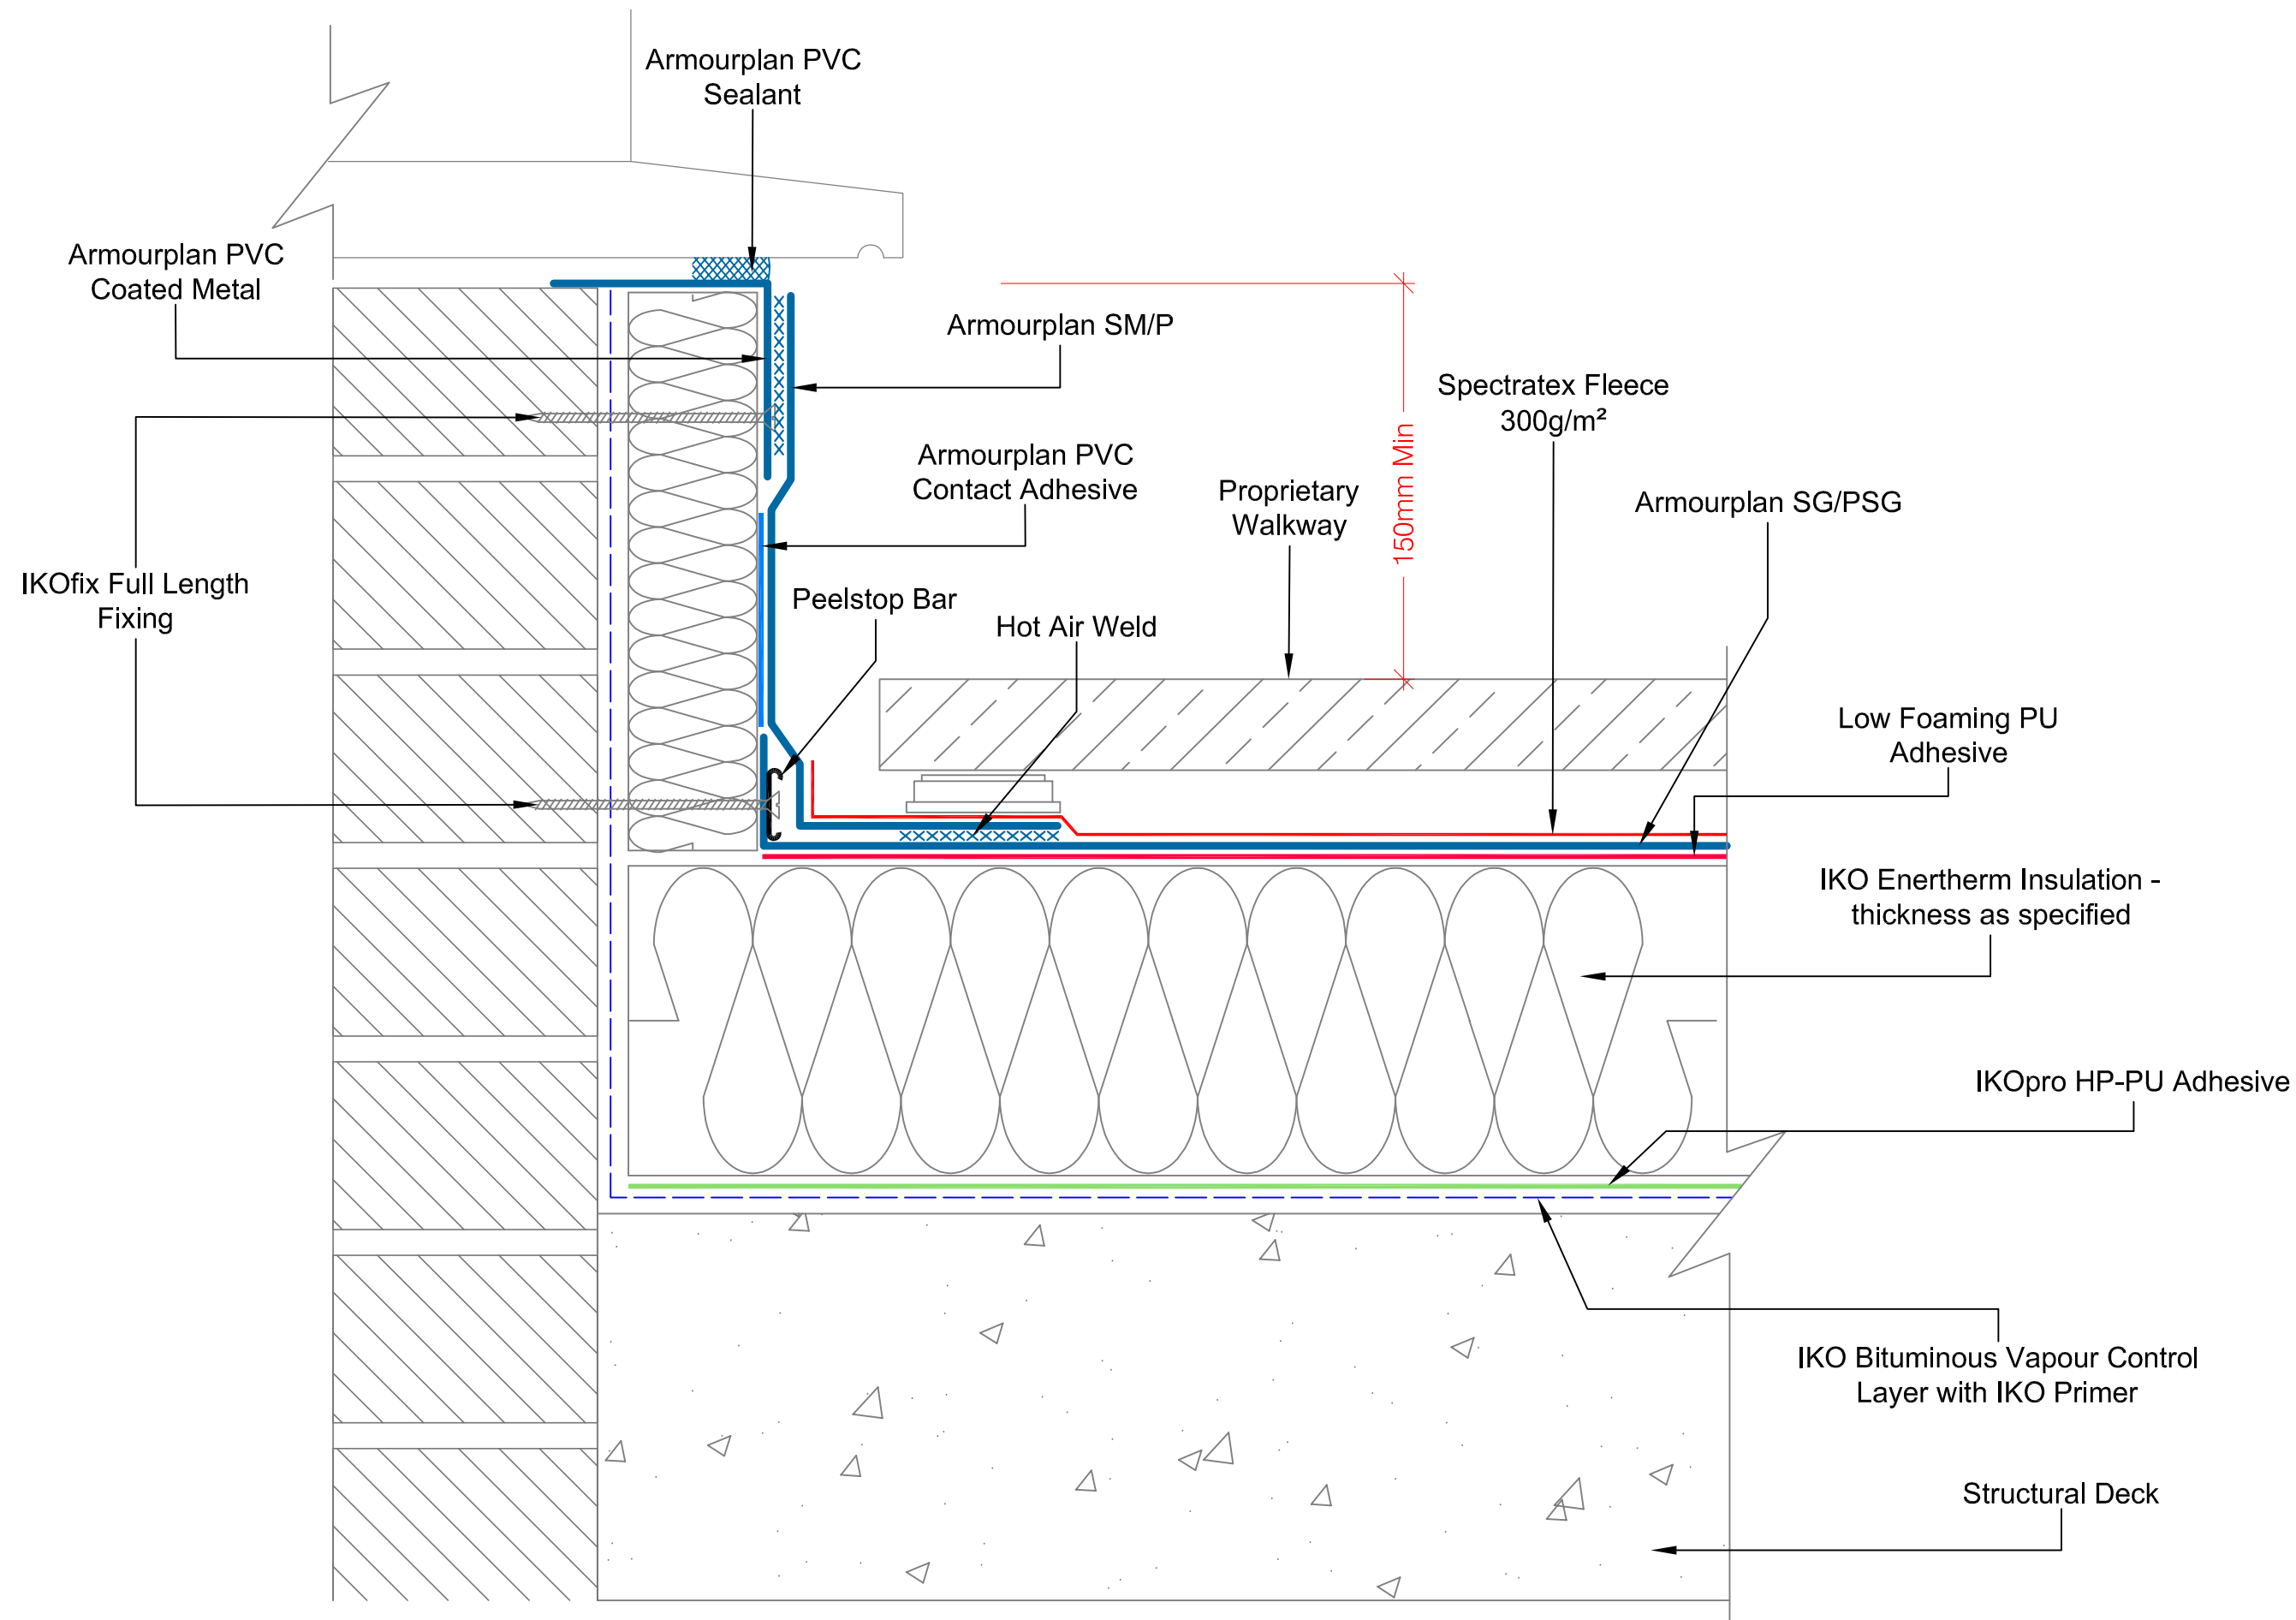 Armourplan PVC
Sealant
Armourplan PVC
Coated Metal
Armourplan SM/P
Spectratex Fleece
300g/m²
Armourplan PVC
Contact Adhesive
Proprietary
Walkway
150mm Min
Armourplan SG/PSG
IKOfix Full Length
Fixing
Peelstop Bar
Hot Air Weld
Low Foaming PU
Adhesive
IKO Enertherm Insulation -
thickness as specified
IKOpro HP-PU Adhesive
IKO Bituminous Vapour Control
Layer with IKO Primer
Structural Deck